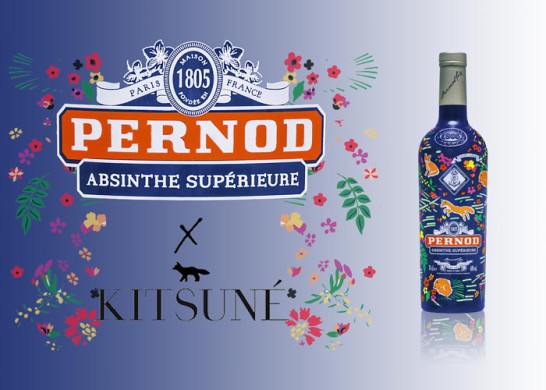 MAISON
1805
FONDÉE EN
PARIS
FRANCE
PERNOD
ABSINTHE SUPÉRIEURE
X
KITSUNÉ
PERNOD
ABSINTHE SUPÉRIEURE